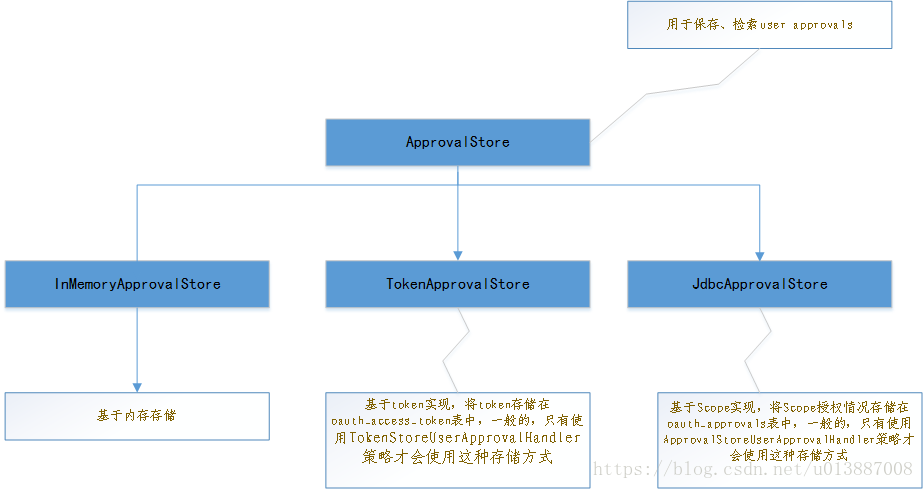 用于保存、检索user approvals
ApprovalStore
InMemoryApprovalStore
TokenApprovalStore
JdbcApprovalStore
基于内存存储
基于token实现，将token存储在
oauth_access_token表中，一般的，只有使
用TokenStoreUserApprovalHandler
策略才会使用这种存储方式
基于Scope实现，将Scope授权情况存储在
oauth_approvals表中，一般的，只有使用
ApprovalStoreUserApprovalHandler策略才
会使用这种存储方式
https://blog.csdn.net/u013887008